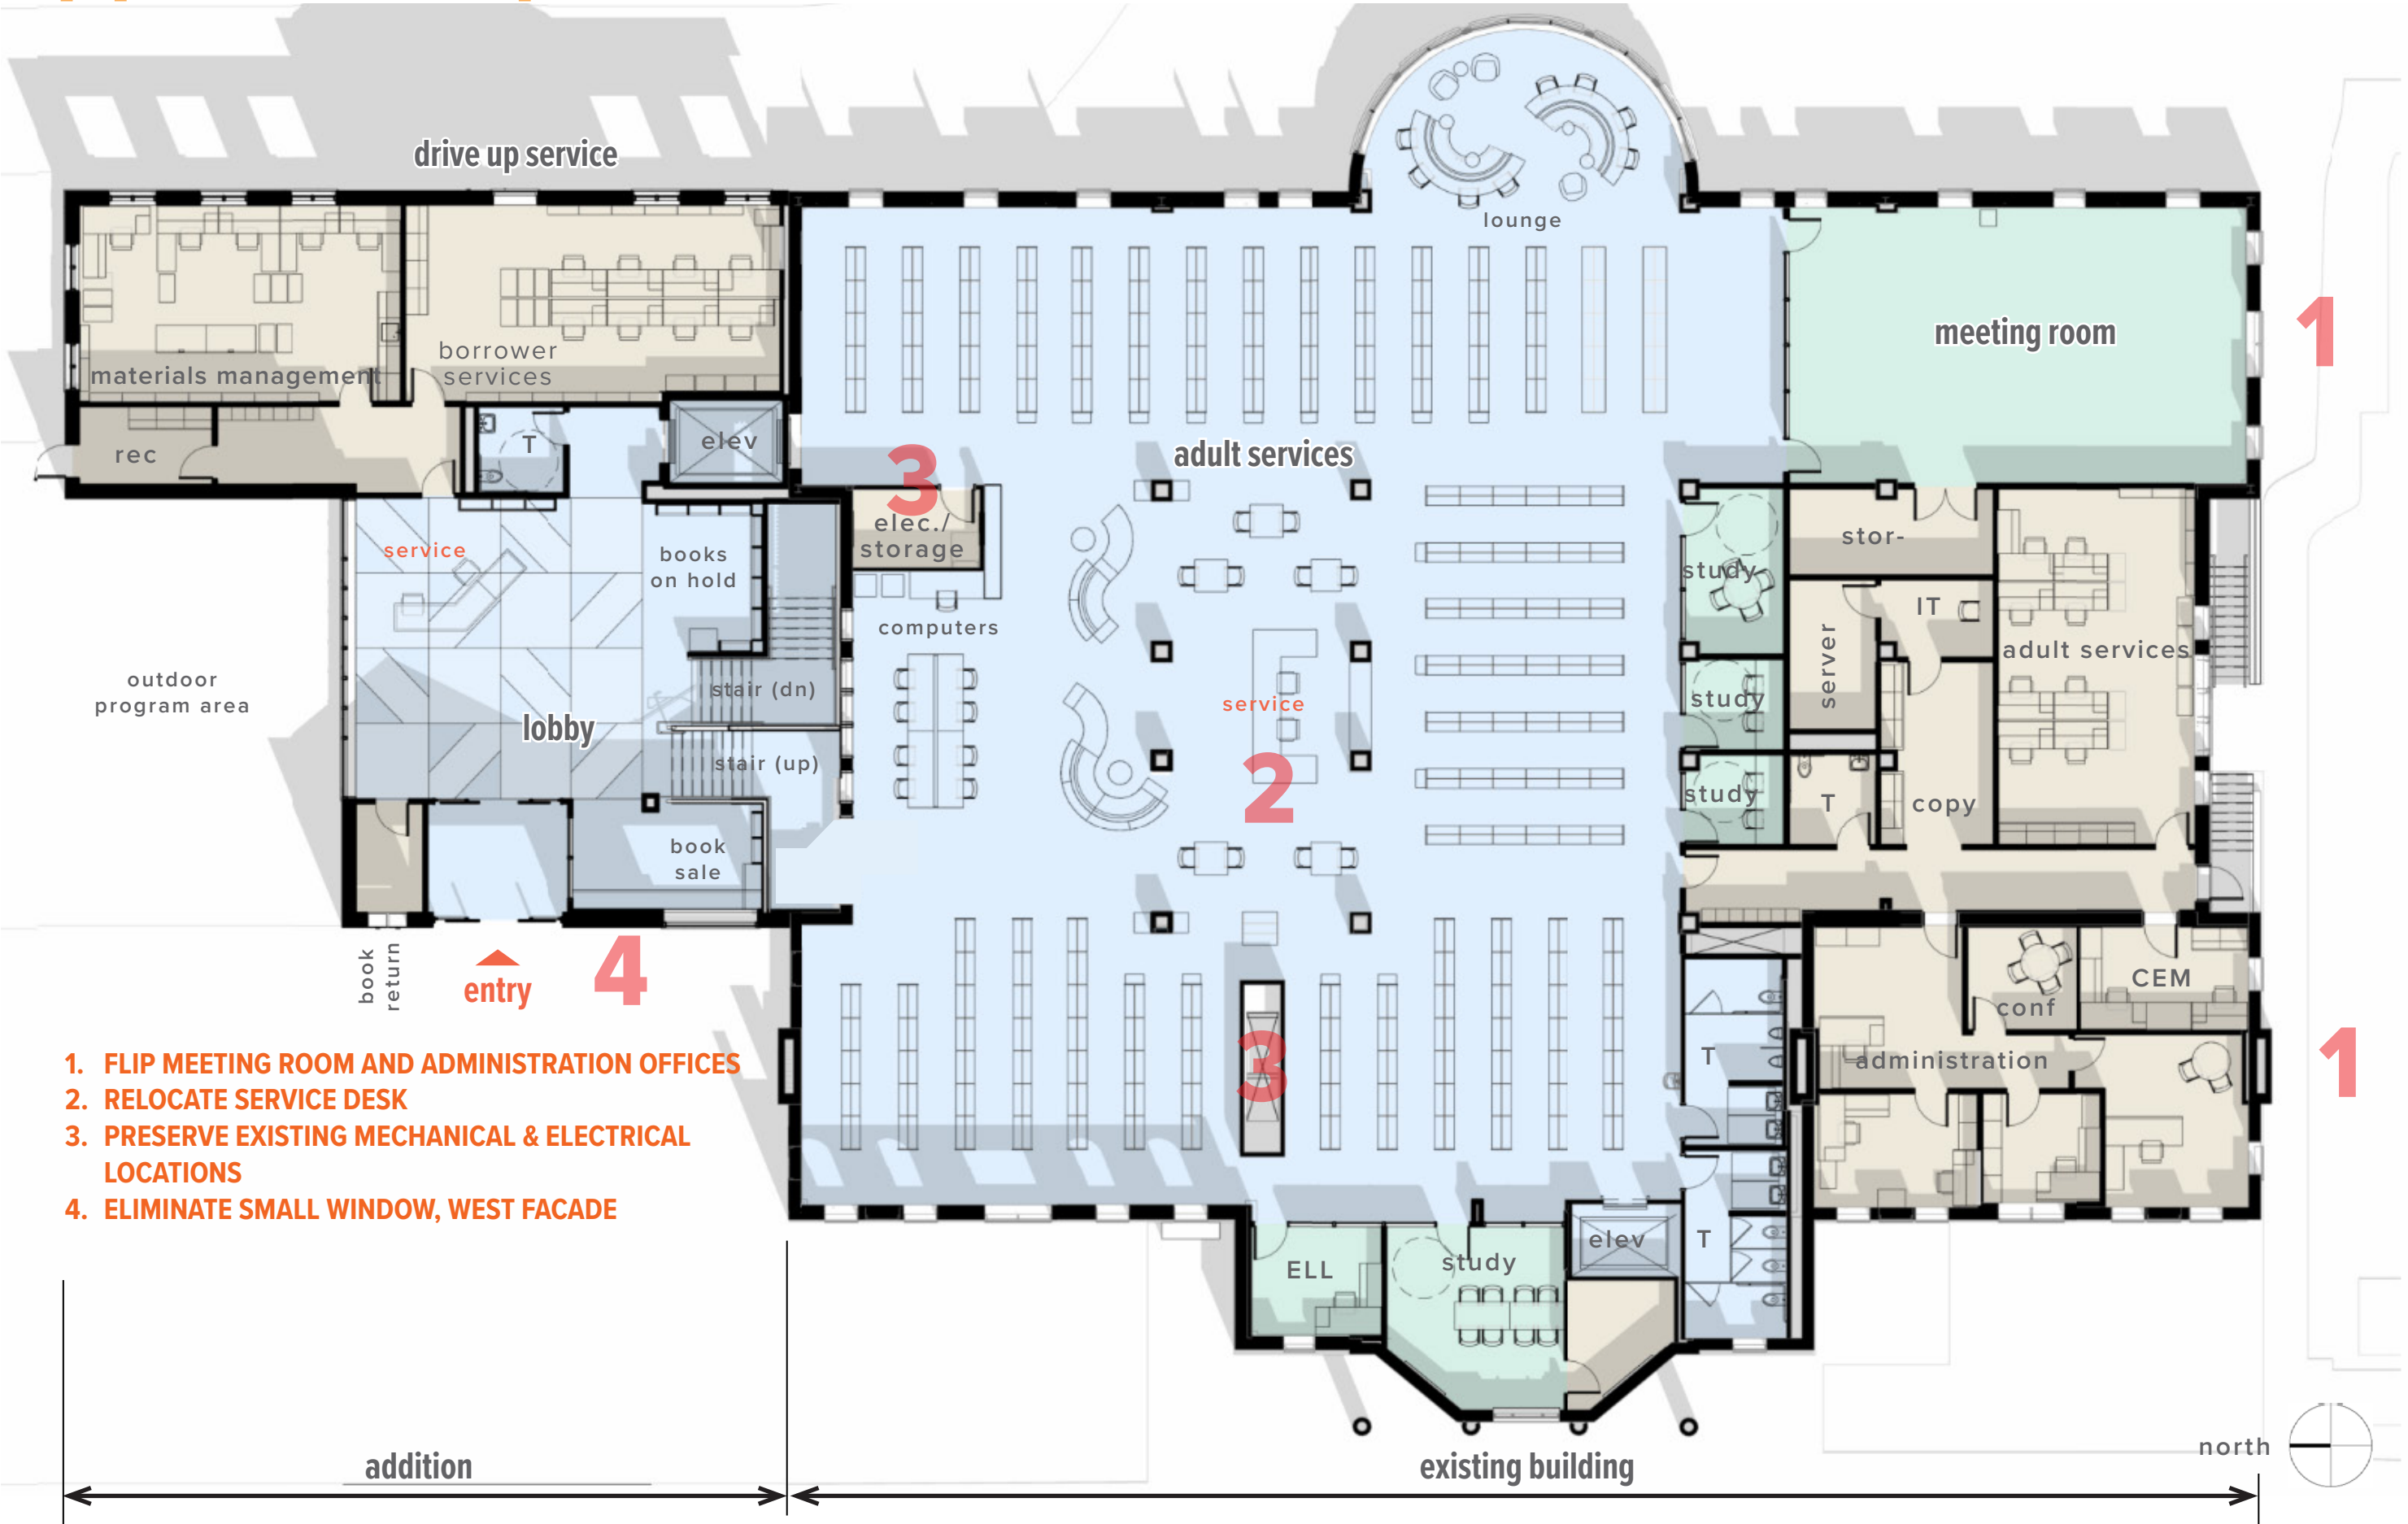 drive up service
lounge
meeting room
1
borrower
services
materials management
rec
T
elev
3
adult services
elec./
storage
service
books
on hold
study
stor-
IT
computers
server
adult services
outdoor
program area
stair (dn)
service
study
lobby
stair (up)
2
study
T
copy
book
sale
book
return
entry
4
CEM
conf
3
T
administration
1
1. FLIP MEETING ROOM AND ADMINISTRATION OFFICES
2. RELOCATE SERVICE DESK
3. PRESERVE EXISTING MECHANICAL & ELECTRICAL
LOCATIONS
4. ELIMINATE SMALL WINDOW, WEST FACADE
ELL
study
elev
T
north
addition
existing building